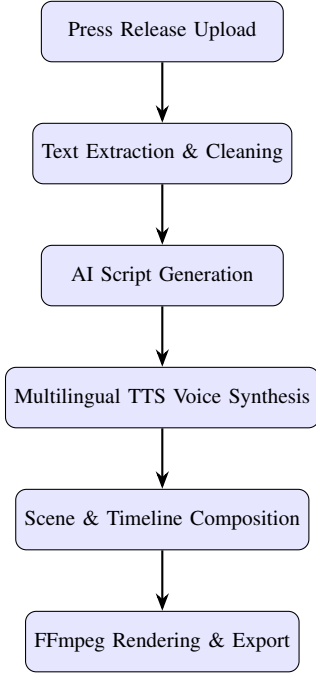 Press Release Upload
Text Extraction & Cleaning
AI Script Generation
Multilingual TTS Voice Synthesis
Scene & Timeline Composition
FFmpeg Rendering & Export